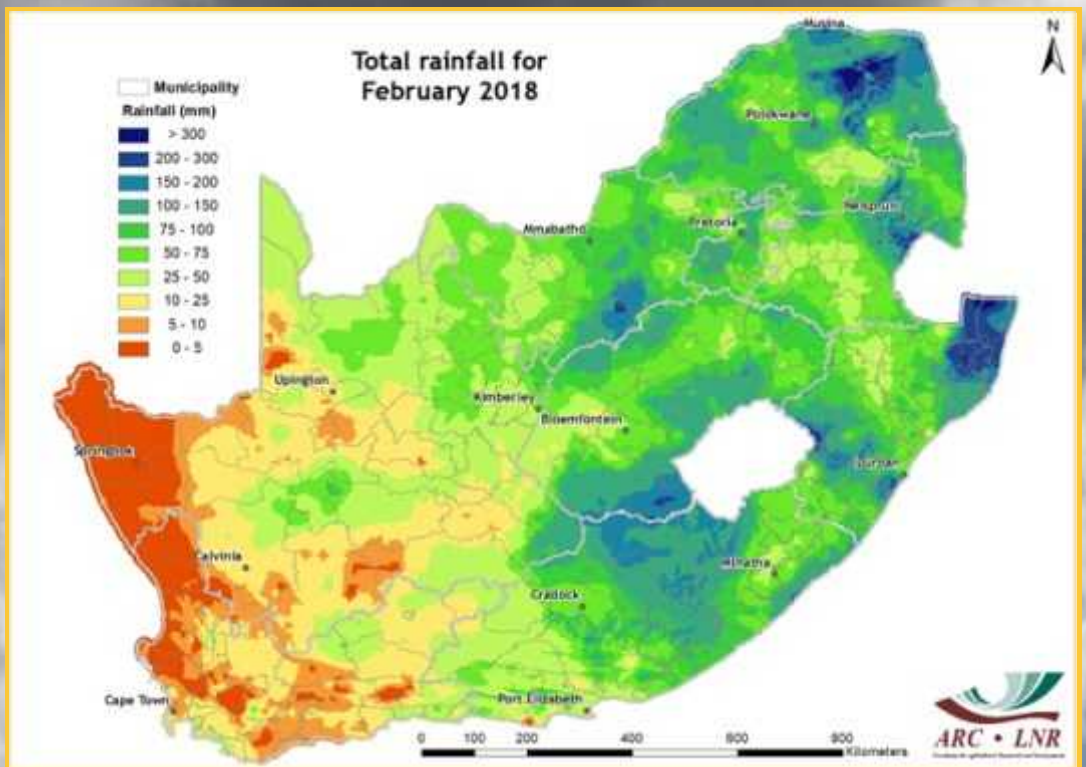 Total rainfall for
February 2018
N
Municipality
Rainfall (mm)
> 300
200 - 300
150 - 200
100 - 150
75 - 100
50 - 75
25 - 50
10 - 25
5 - 10
0 - 5
Musina
Polokwane
Nelspruit
Mmabatho
Pretoria
Upington
Kimberley
Bloemfontein
Springbok
Durban
Calvinia
Mthatha
Cradock
Cape Town
Port Elizabeth
0 100 200 400 600 800
Kilometers
ARC • LNR